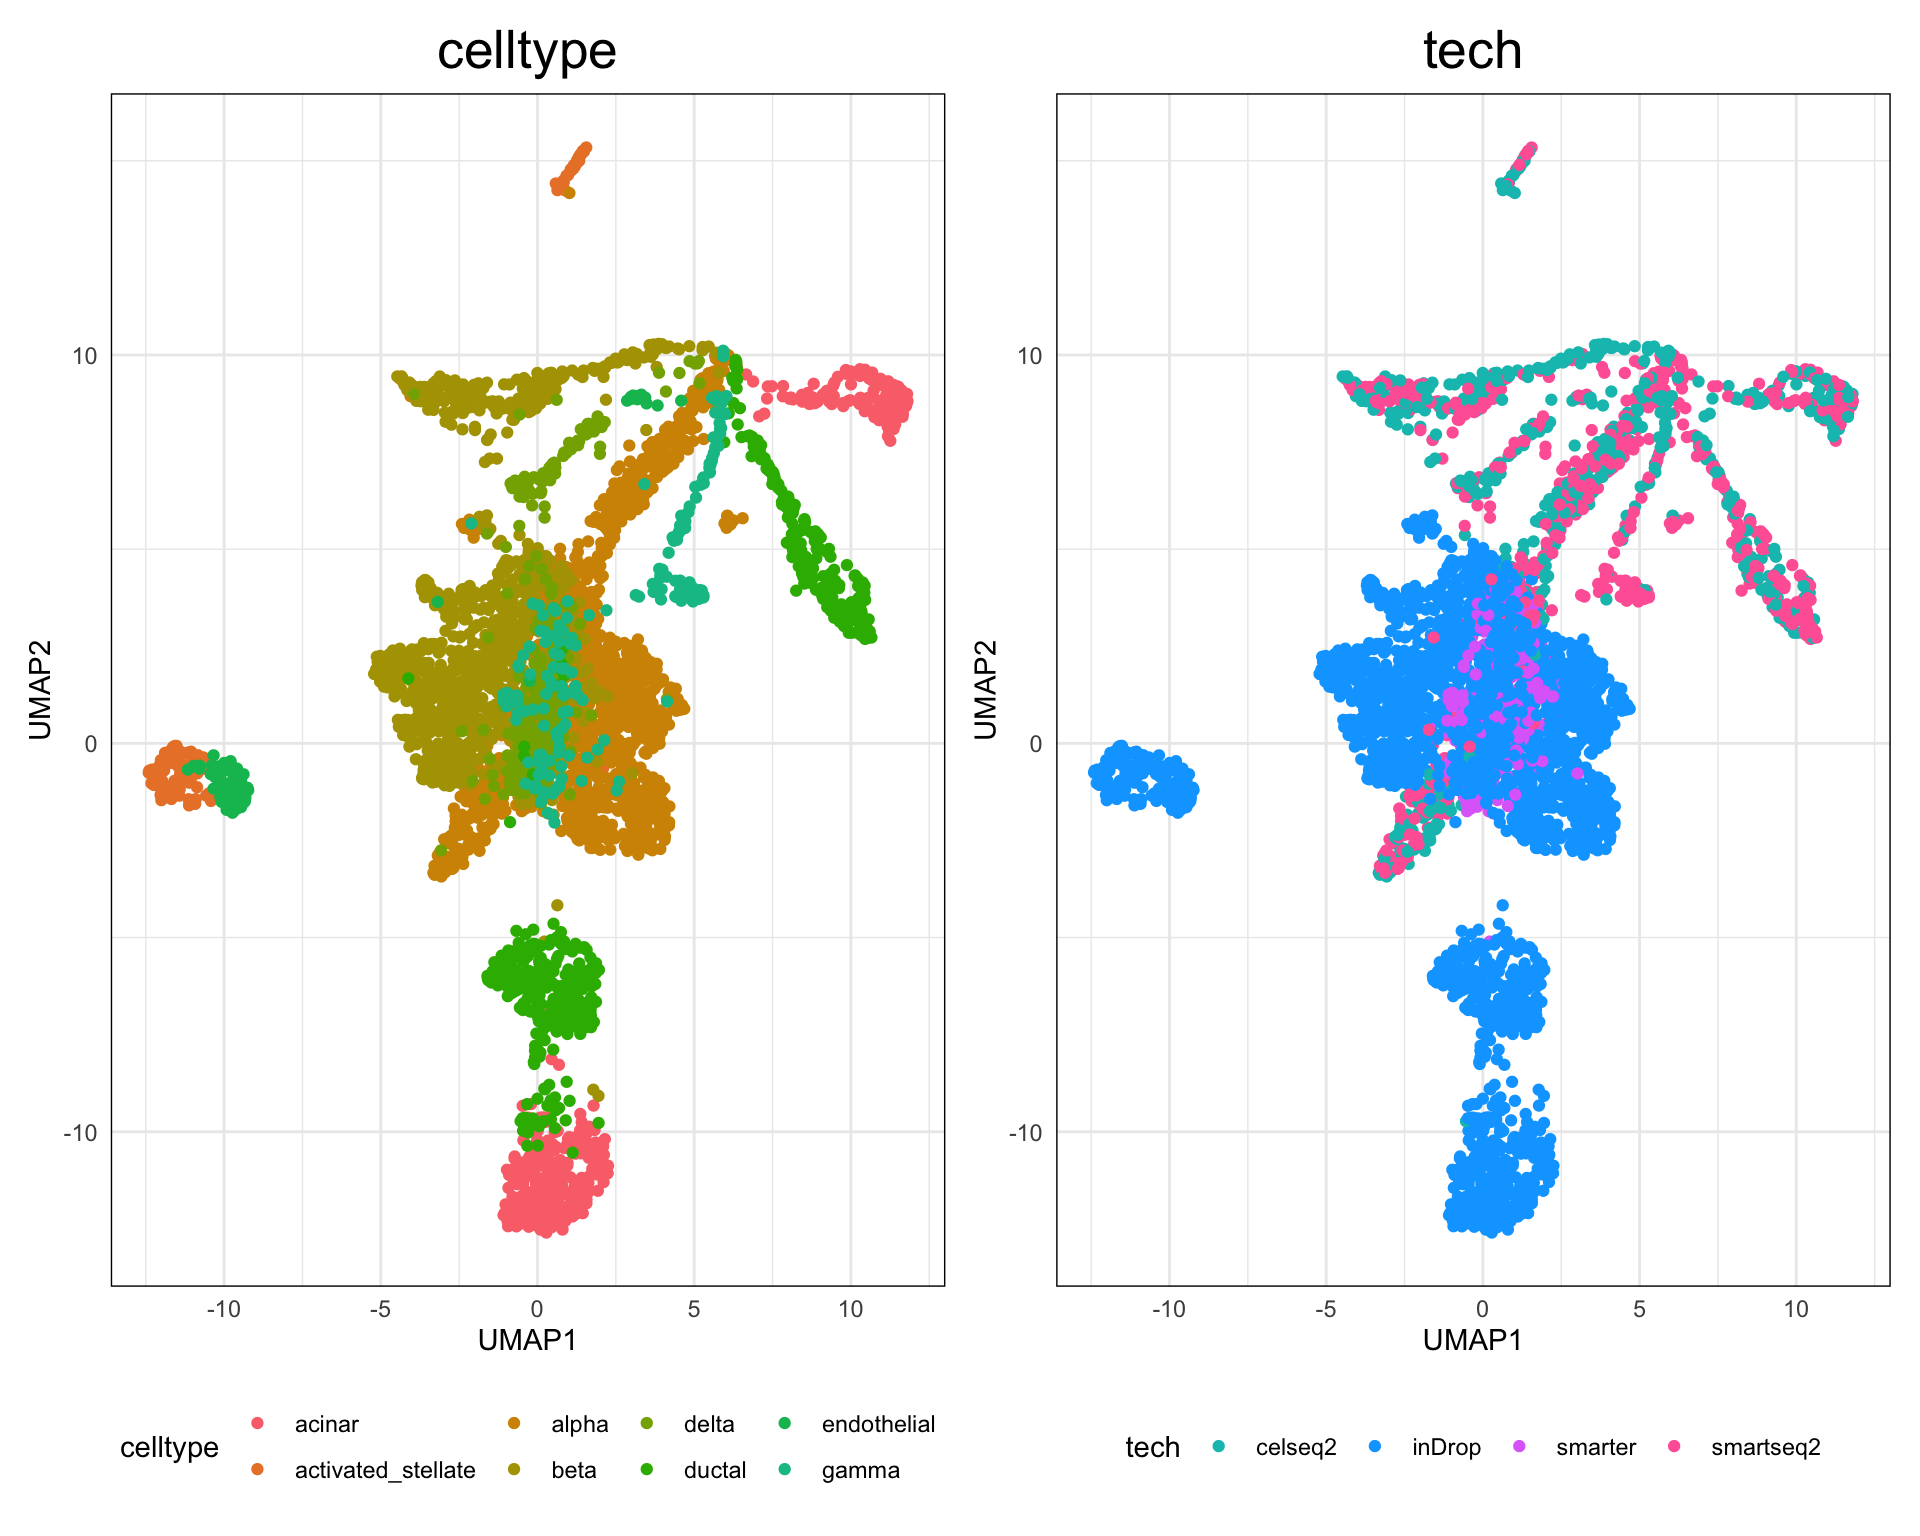 celltype
tech
10
0
-10
UMAP2
-10 -5 0 5 10
UMAP1
10
0
-10
UMAP2
-10 -5 0 5 10
UMAP1
celltype
acinar alpha delta endothelial
activated_stellate beta ductal gamma
tech celseq2 inDrop smarter smartseq2